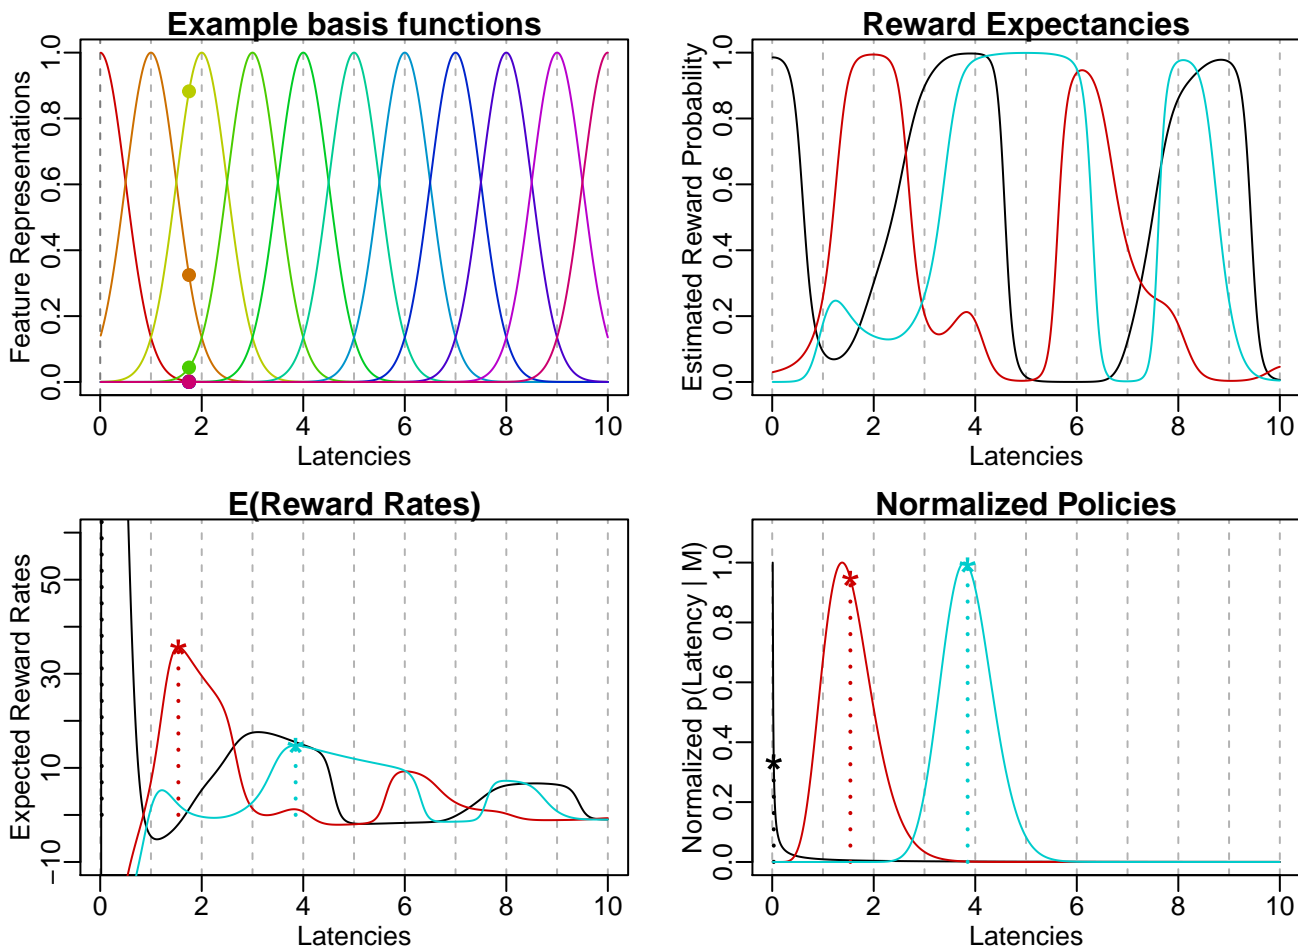 Example basis functions
Feature Representations
0.0 0.2 0.4 0.6 0.8 1.0
0 2 4 6 8 10
Latencies
Reward Expectancies
Estimated Reward Probability
0.0 0.2 0.4 0.6 0.8 1.0
0 2 4 6 8 10
Latencies
E(Reward Rates)
Expected Reward Rates
−10 10 30 50
0 2 4 6 8 10
Latencies
Normalized Policies
Normalized p(Latency | M)
0.0 0.2 0.4 0.6 0.8 1.0
0 2 4 6 8 10
Latencies